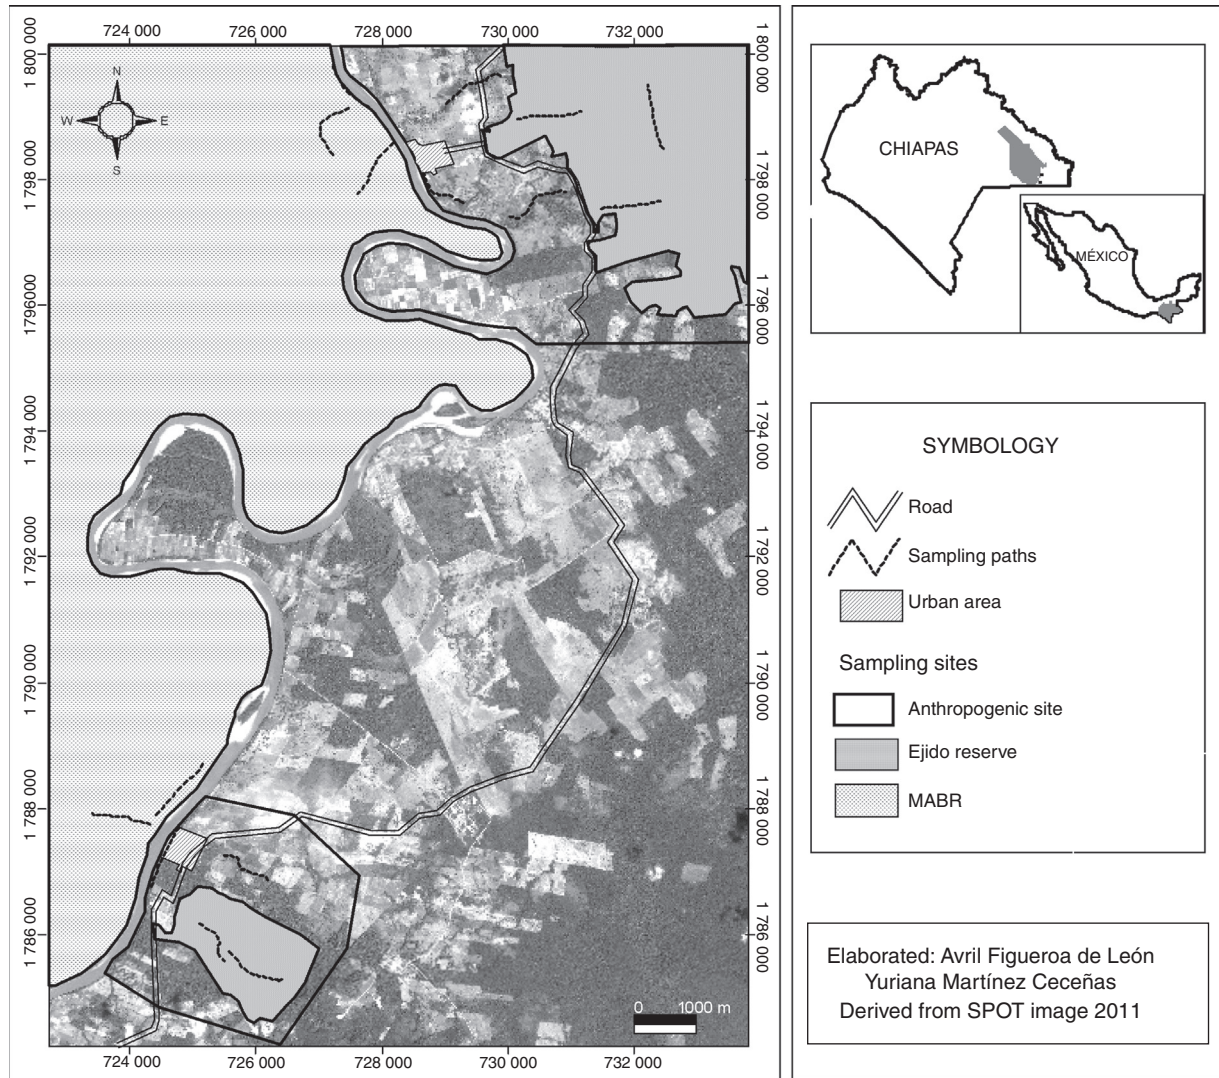 724 000 726 000 728 000 730 000 732 000
1 800 000
1 798 000
1796000
1 794 000
1 792 000
1 790 000
1 788 000
1 786 000
N
W E
S
1 800 000
1 798 000
1 796 000
1 794 000
1 792 000
1 790 000
1 788 000
1 786 000
0 1000 m
724 000 726 000 728 000 730 000 732 000
CHIAPAS
MÉXICO
SYMBOLOGY
Road
Sampling paths
Urban area
Sampling sites
Anthropogenic site
Ejido reserve
MABR
Elaborated: Avril Figueroa de León
Yuriana Martínez Ceceñas
Derived from SPOT image 2011